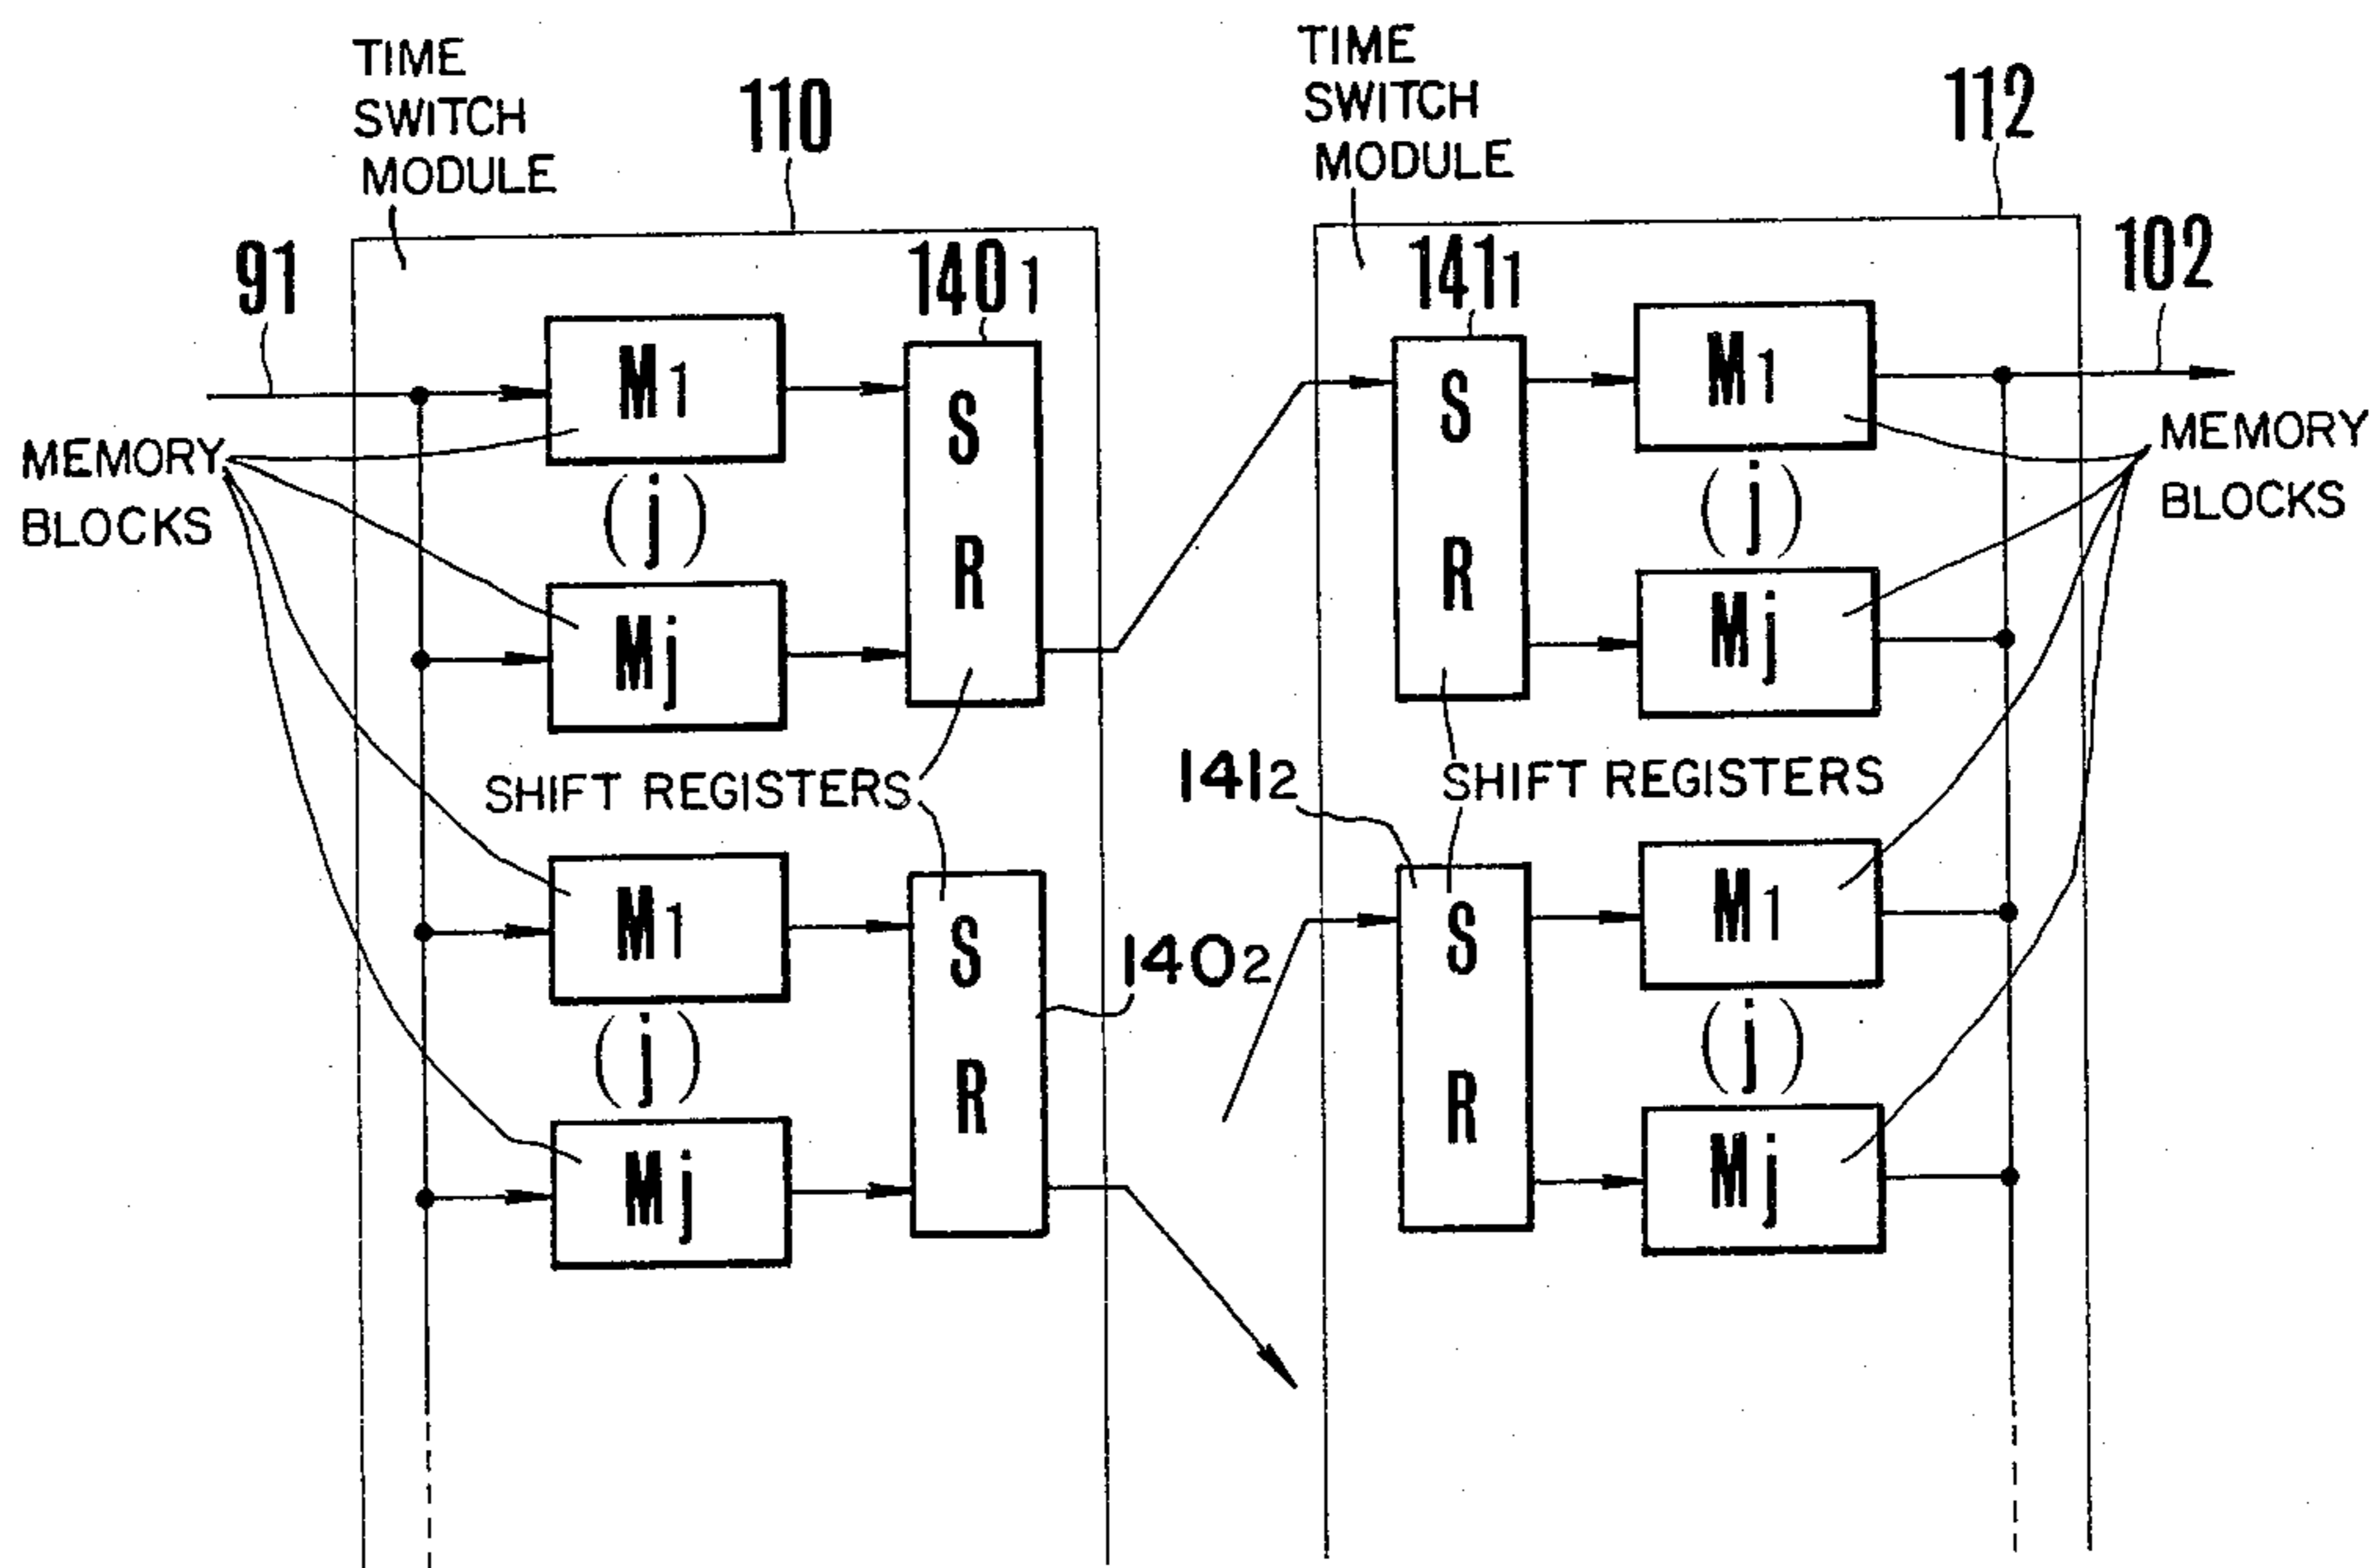 TIME
SWITCH
MODULE
110
TIME
SWITCH
MODULE
112
91
140₁
141₁
102
M1
S
R
S
R
M1
MEMORY
BLOCKS
(j)
(j)
MEMORY
BLOCKS
Mj
Mj
SHIFT REGISTERS
141₂
SHIFT REGISTERS
M1
S
R
140₂
S
R
M1
(j)
(j)
Mj
Mj